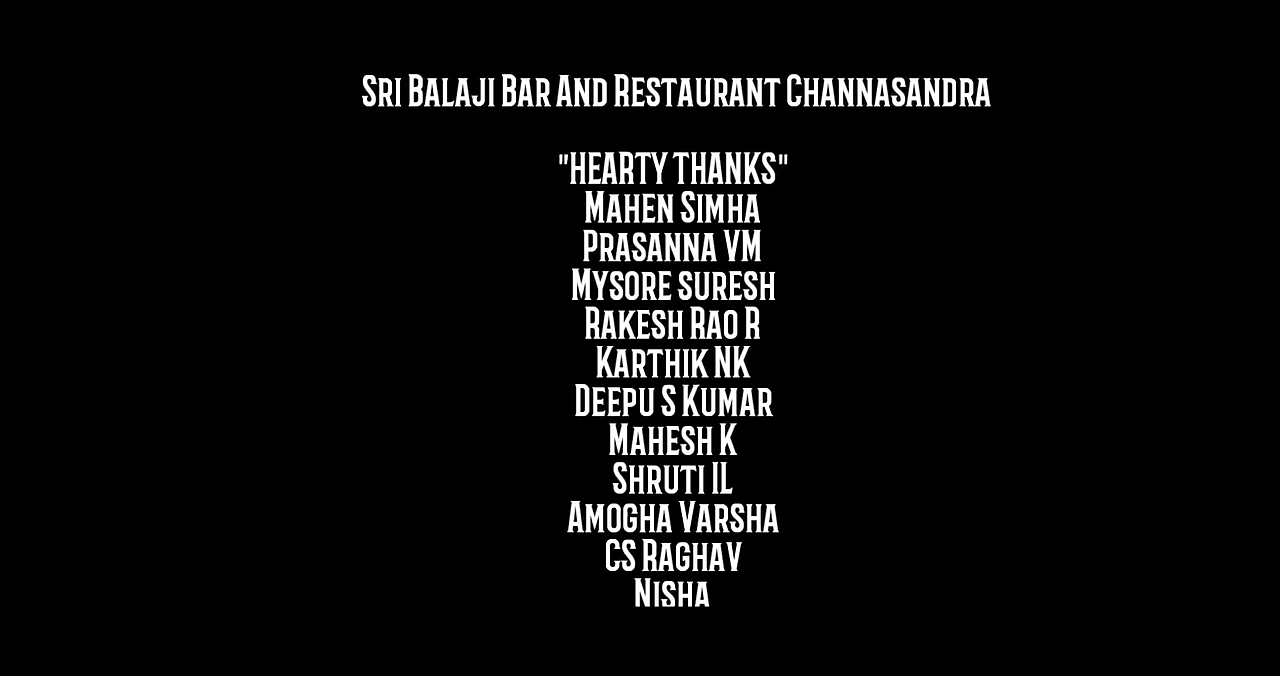 Sri Balaji Bar And Restaurant Channasandra
"HEARTY THANKS"
Mahen Simha
Prasanna VM
Mysore suresh
Rakesh Rao R
Karthik NK
Deepu S Kumar
Mahesh K
Shruti IL
Amogha Varsha
CS Raghav
Nisha